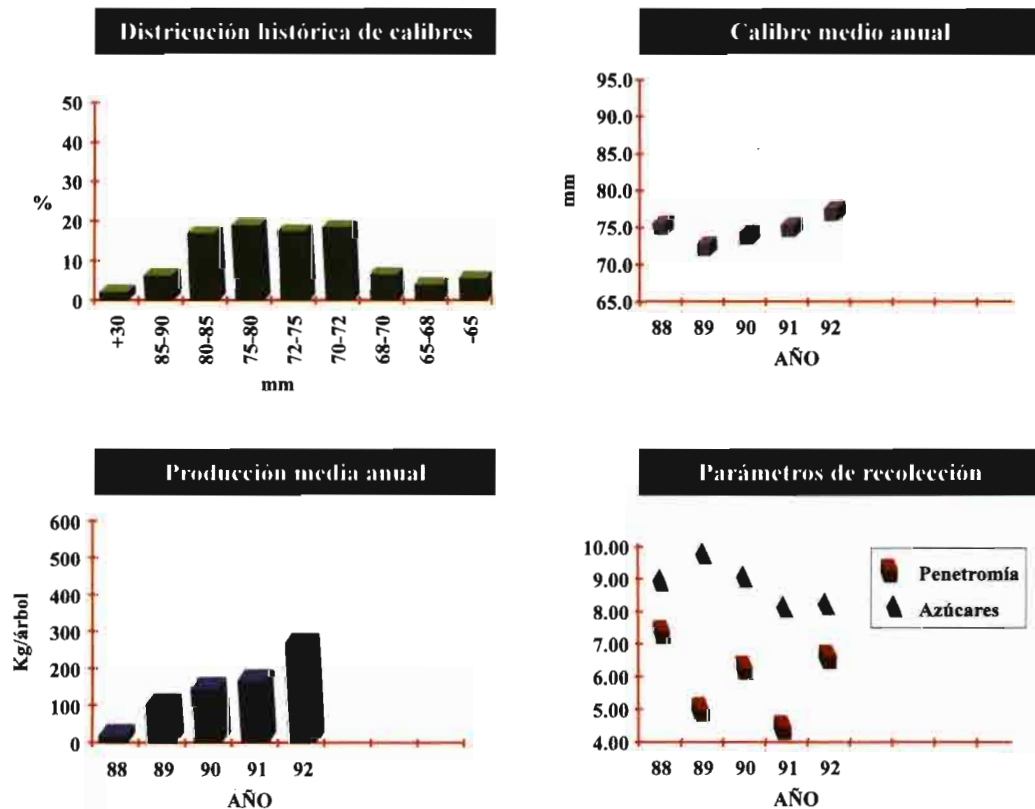 Districución histórica de calibres
50
40
30
20
10
0
%
+30
85-90
80-85
75-80
72-75
70-72
68-70
65-68
-65
mm
Calibre medio anual
95.0
90.0
85.0
80.0
75.0
70.0
65.0
mm
88 89 90 91 92
AÑO
Producción media anual
600
500
400
300
200
100
0
Kg/árbol
88 89 90 91 92
AÑO
Parámetros de recolección
10.00
9.00
8.00
7.00
6.00
5.00
4.00
Penetromía
Azúcares
88 89 90 91 92
AÑO